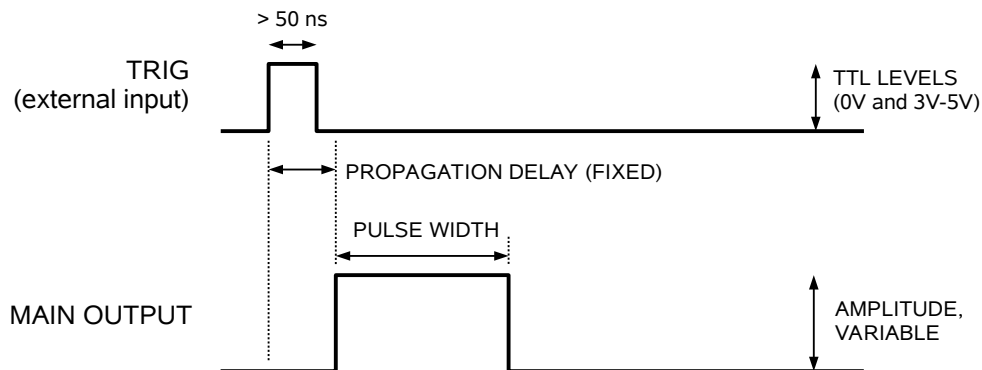 > 50 ns
TRIG
(external input)
TTL LEVELS
(0V and 3V-5V)
PROPAGATION DELAY (FIXED)
PULSE WIDTH
MAIN OUTPUT
AMPLITUDE,
VARIABLE